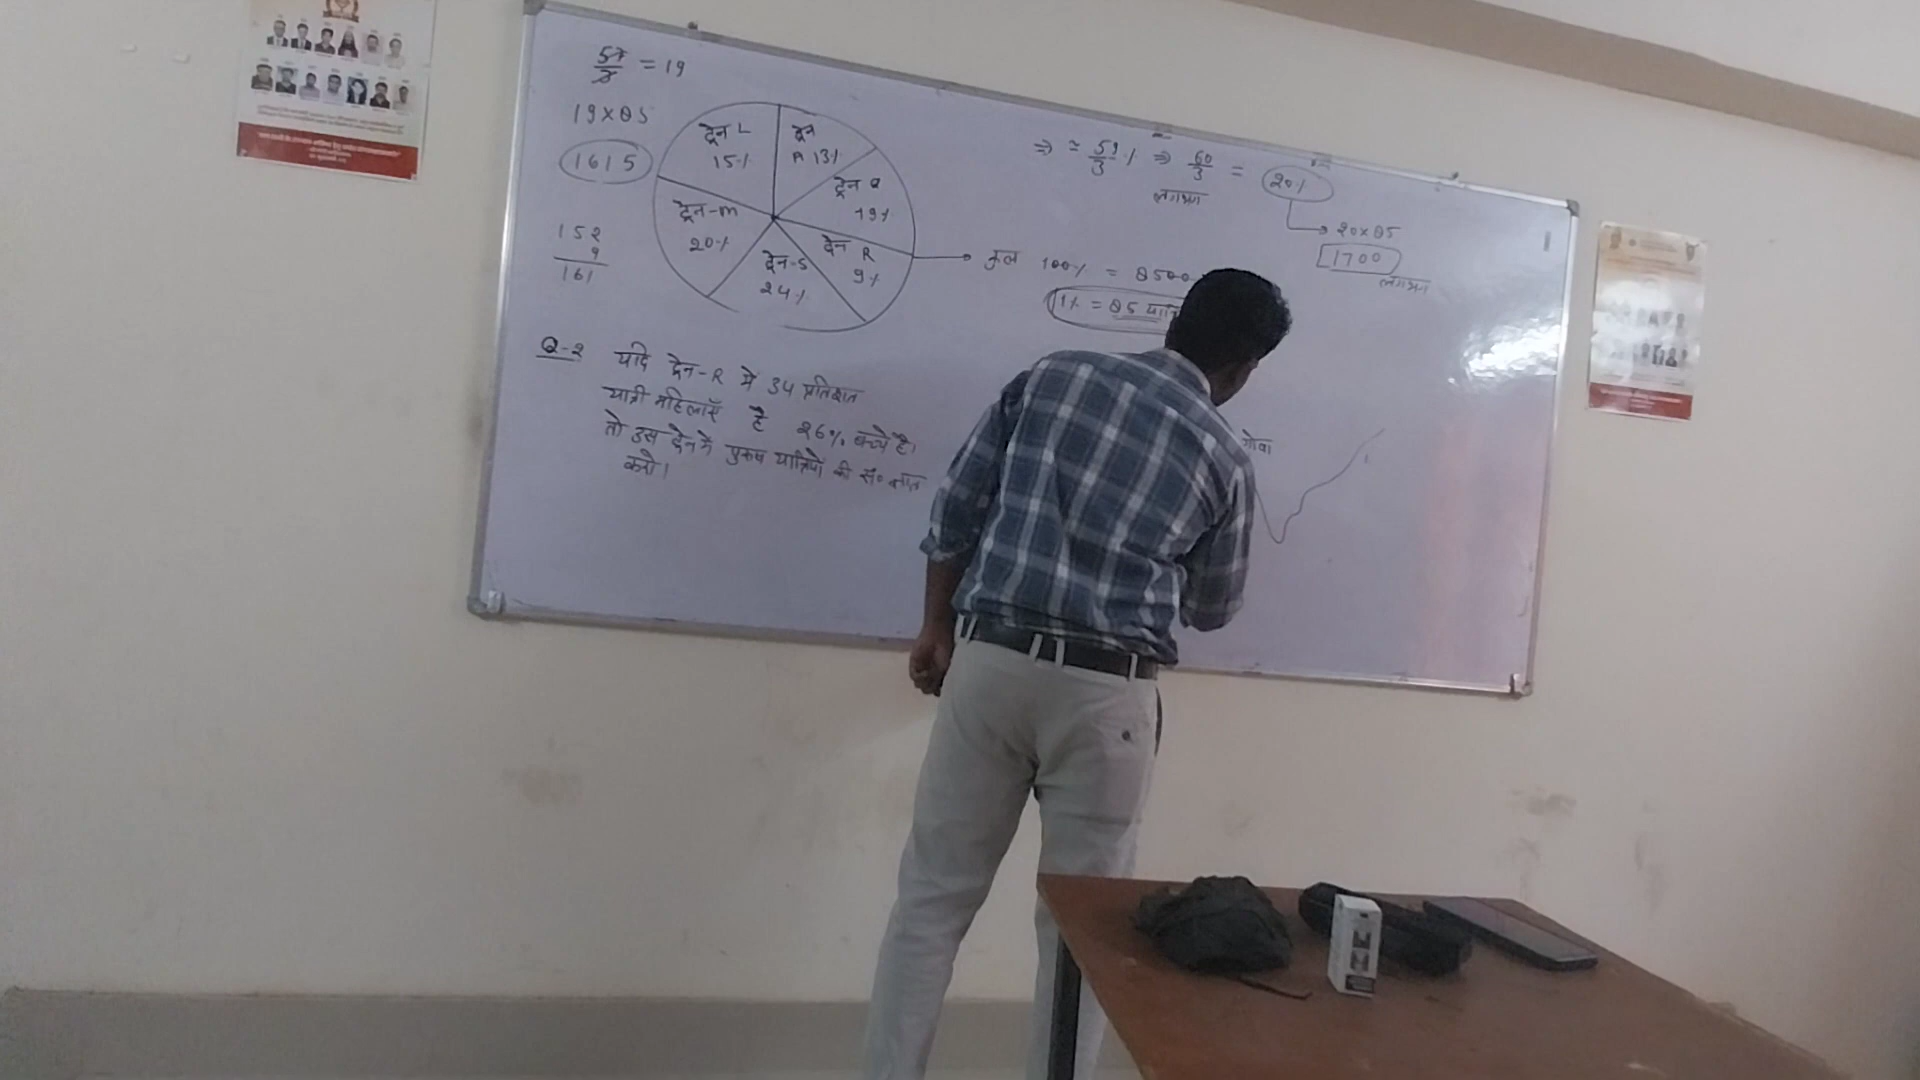 57/3 = 19
19×85
1615
152
9
161
ट्रेन L
15%
ट्रेन
P 13%
ट्रेन Q
19%
ट्रेन R
9%
ट्रेन-S
24%
ट्रेन-m
20%
कुल 100% = 8500
1% = 85
⇒ ≈ 59/3 % ⇒ 60/3 = 20%
लगभग
20×85
1700
लगभग
Q-2 यदि ट्रेन-R में 34 प्रतिशत
यात्री महिलाएँ है 26% बच्चे है।
तो उस ट्रेन में पुरुष यात्रियों की सं० ज्ञात
करो।